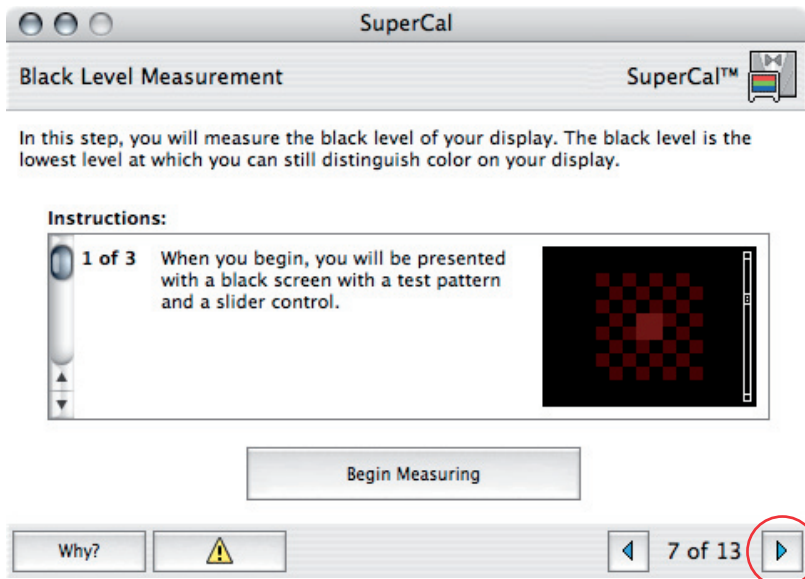 SuperCal
Black Level Measurement
SuperCal™
In this step, you will measure the black level of your display. The black level is the
lowest level at which you can still distinguish color on your display.
Instructions:
1 of 3
When you begin, you will be presented
with a black screen with a test pattern
and a slider control.
Begin Measuring
Why?
7 of 13